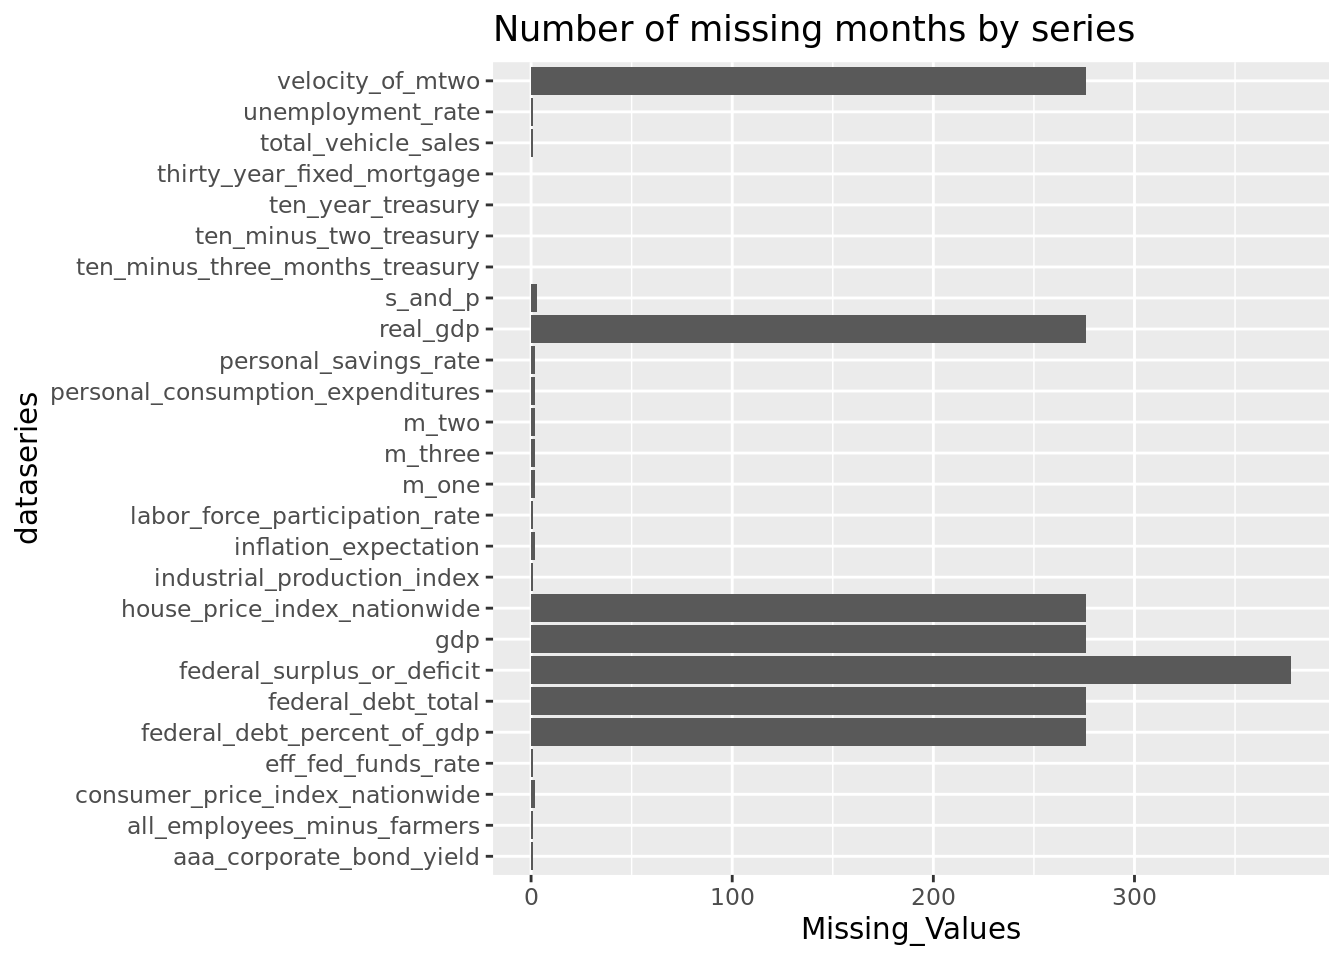 Number of missing months by series
velocity_of_mtwo
unemployment_rate
total_vehicle_sales
thirty_year_fixed_mortgage
ten_year_treasury
ten_minus_two_treasury
ten_minus_three_months_treasury
s_and_p
real_gdp
personal_savings_rate
personal_consumption_expenditures
m_two
m_three
m_one
labor_force_participation_rate
inflation_expectation
industrial_production_index
house_price_index_nationwide
gdp
federal_surplus_or_deficit
federal_debt_total
federal_debt_percent_of_gdp
eff_fed_funds_rate
consumer_price_index_nationwide
all_employees_minus_farmers
aaa_corporate_bond_yield
dataseries
0 100 200 300
Missing_Values